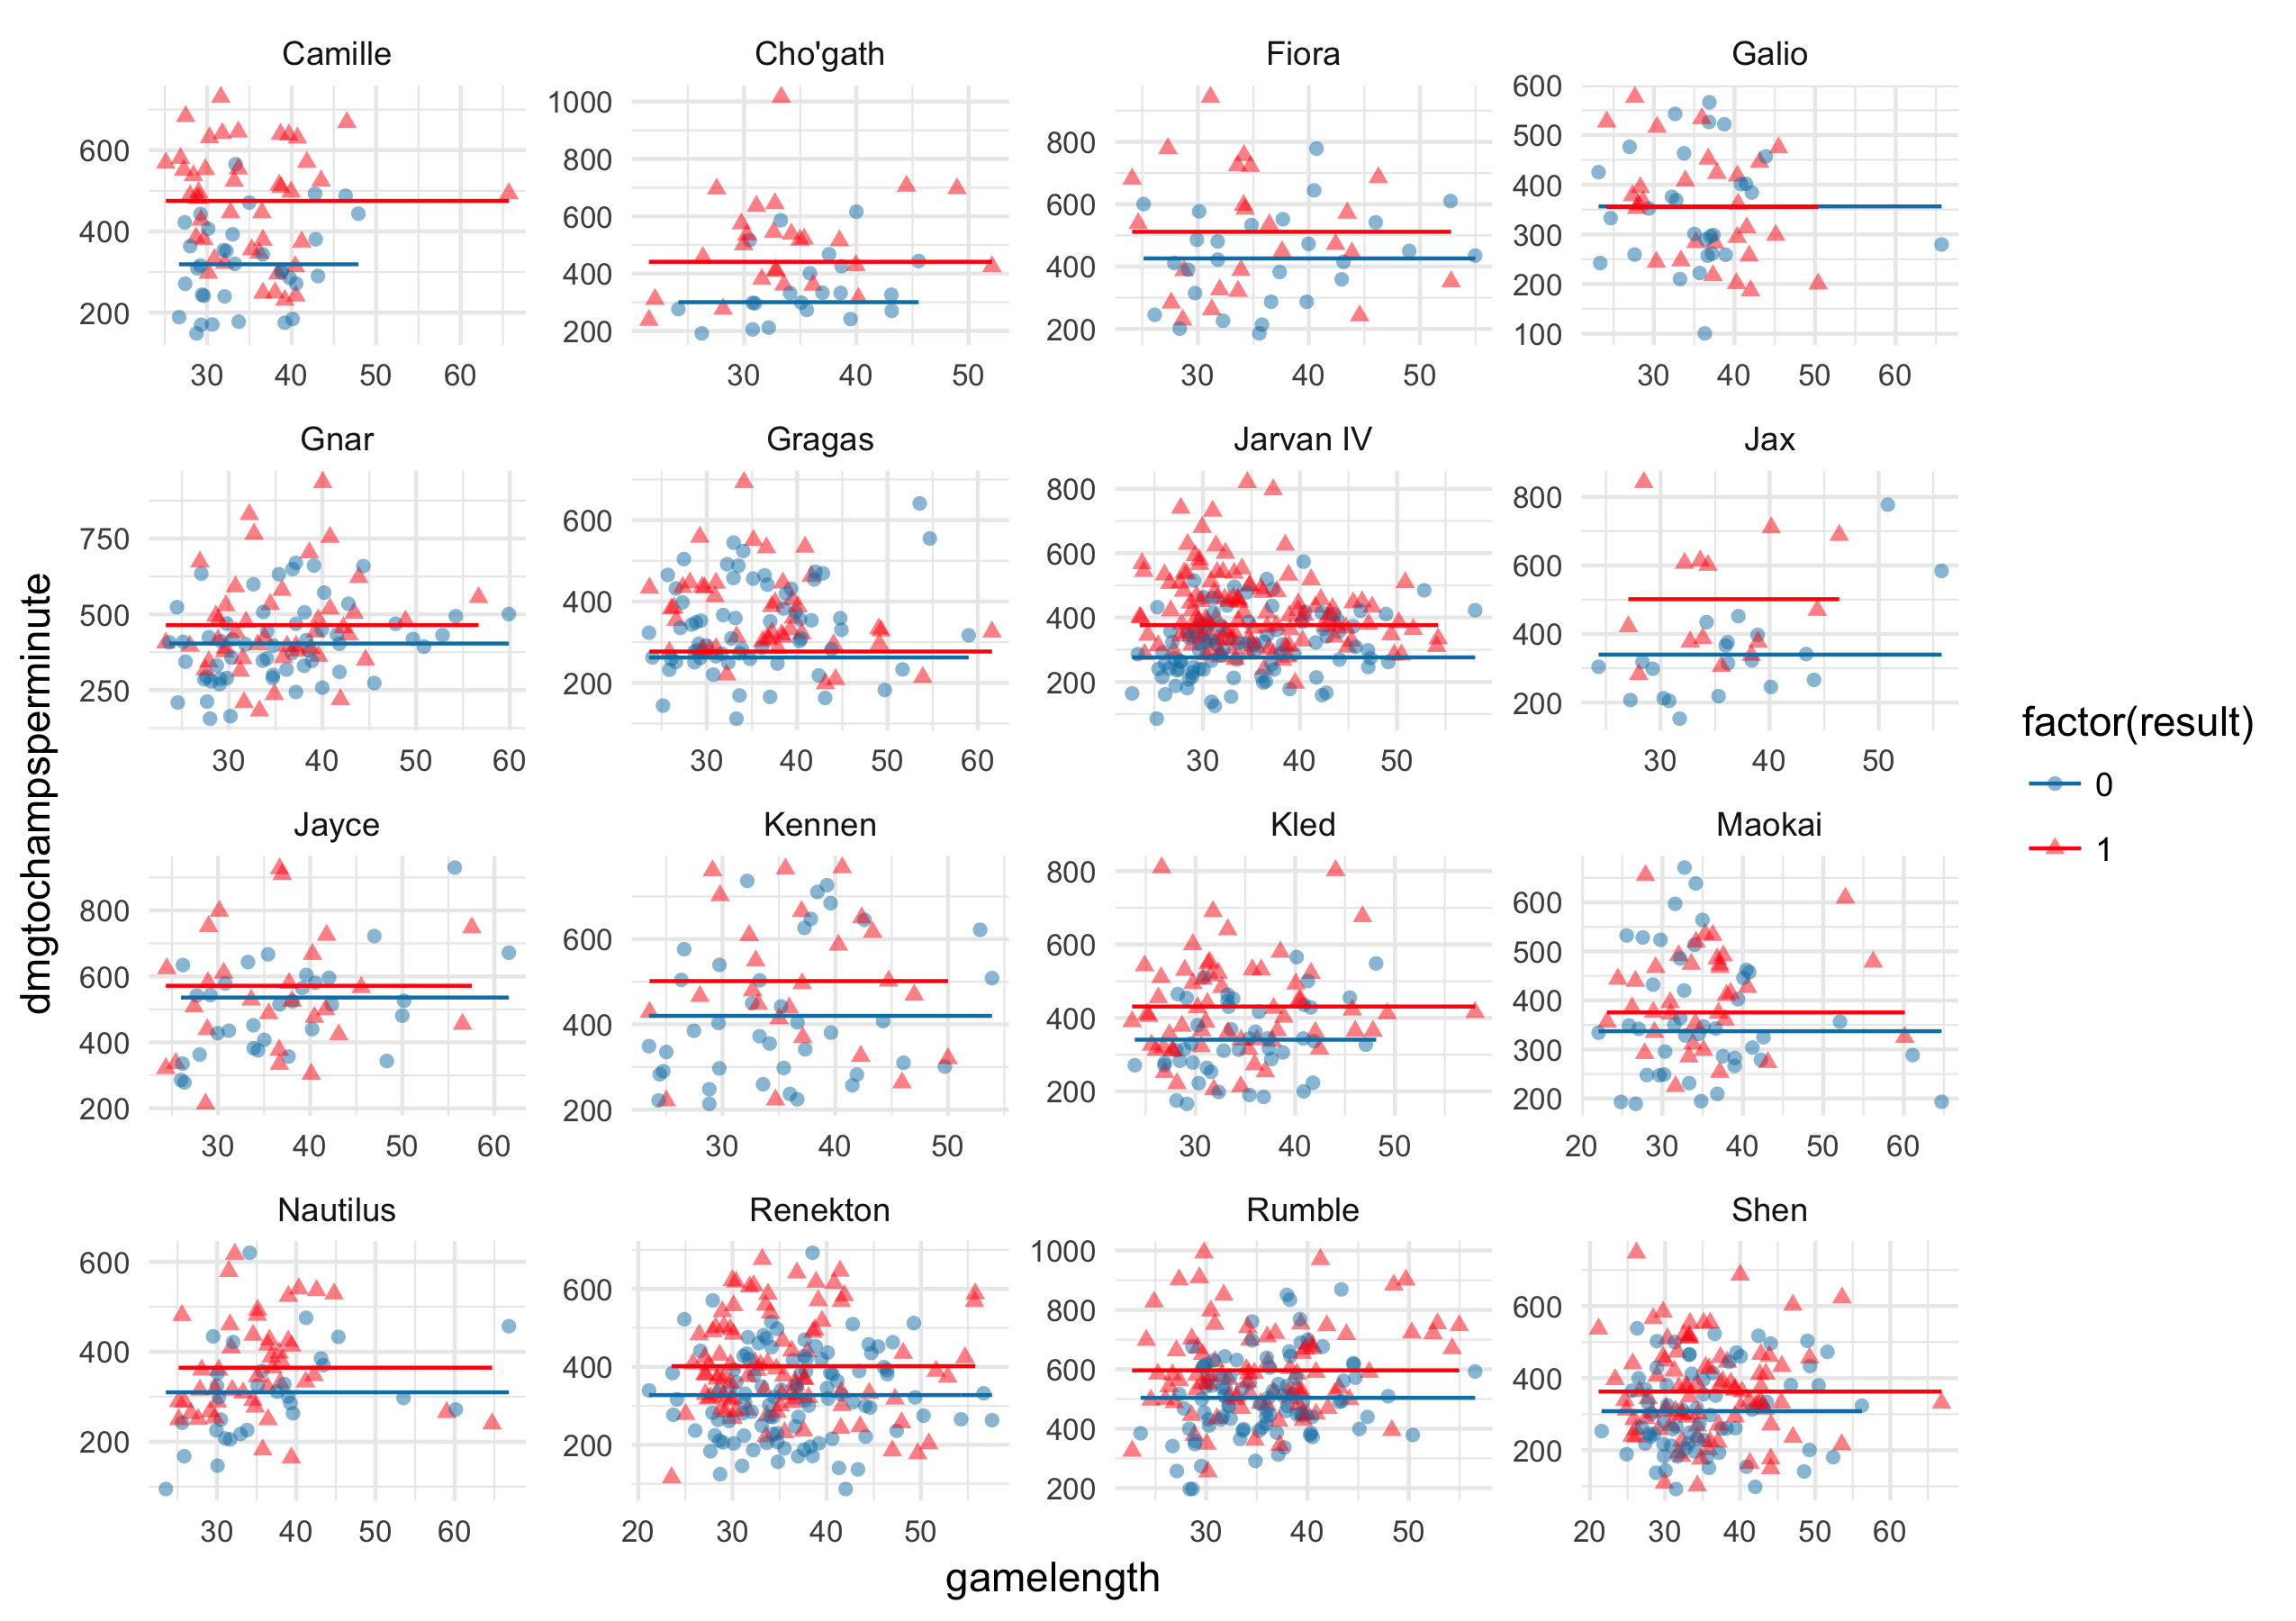 Camille Cho'gath Fiora Galio
600
400
200
30 40 50 60
1000
800
600
400
200
30 40 50
800
600
400
200
30 40 50
600
500
400
300
200
100
30 40 50 60
Gnar Gragas Jarvan IV Jax
750
500
250
30 40 50 60
600
400
200
30 40 50 60
800
600
400
200
30 40 50
800
600
400
200
30 40 50
Jayce Kennen Kled Maokai
800
600
400
200
30 40 50 60
600
400
200
30 40 50
800
600
400
200
30 40 50
600
500
400
300
200
20 30 40 50 60
Nautilus Renekton Rumble Shen
600
400
200
30 40 50 60
600
400
200
20 30 40 50
1000
800
600
400
200
30 40 50
600
400
200
20 30 40 50 60
dmgtochampsperminute
gamelength
factor(result)
0
1